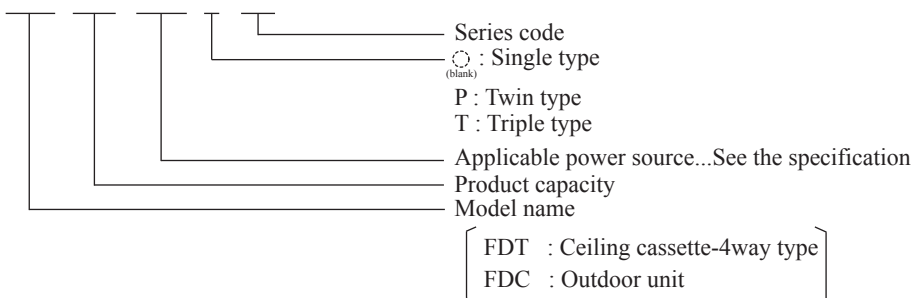 Series code
◌ : Single type
(blank)
P : Twin type
T : Triple type
Applicable power source...See the specification
Product capacity
Model name
FDT : Ceiling cassette-4way type
FDC : Outdoor unit